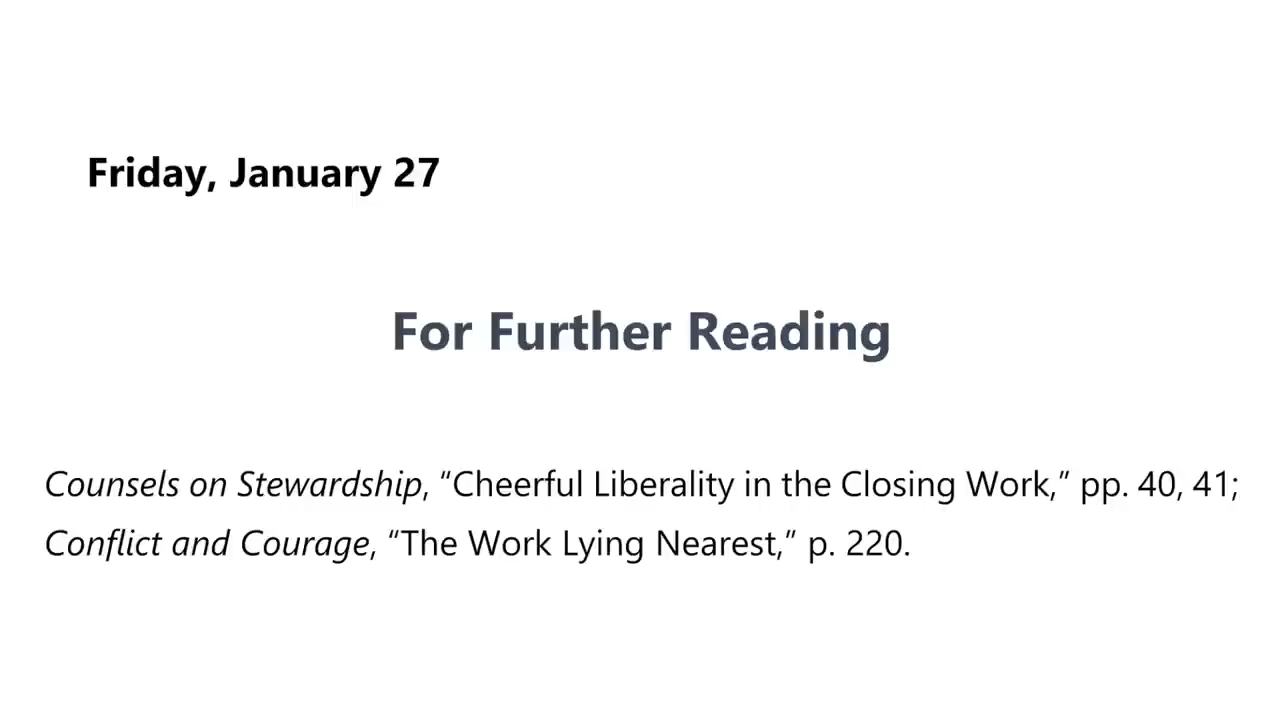 Friday, January 27
For Further Reading
Counsels on Stewardship, “Cheerful Liberality in the Closing Work,” pp. 40, 41;
Conflict and Courage, “The Work Lying Nearest,” p. 220.